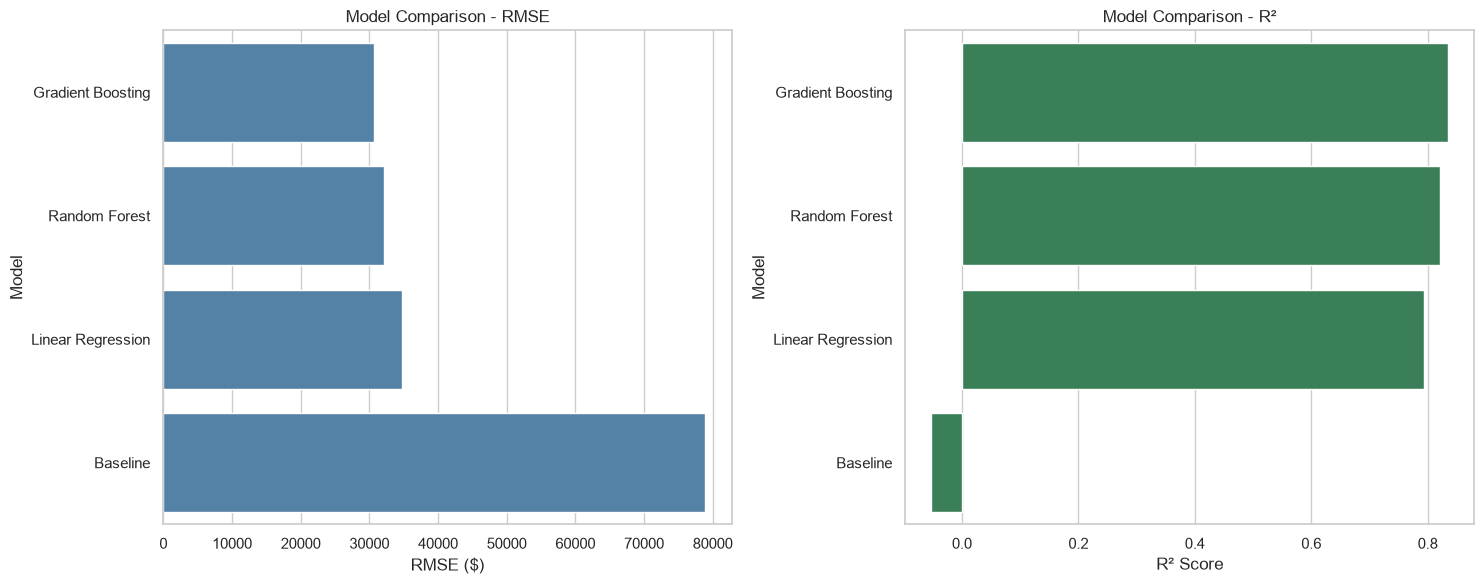 Model Comparison - RMSE
Gradient Boosting
Random Forest
Linear Regression
Baseline
Model
0 10000 20000 30000 40000 50000 60000 70000 80000
RMSE ($)
Model Comparison - R²
Gradient Boosting
Random Forest
Linear Regression
Baseline
Model
0.0 0.2 0.4 0.6 0.8
R² Score